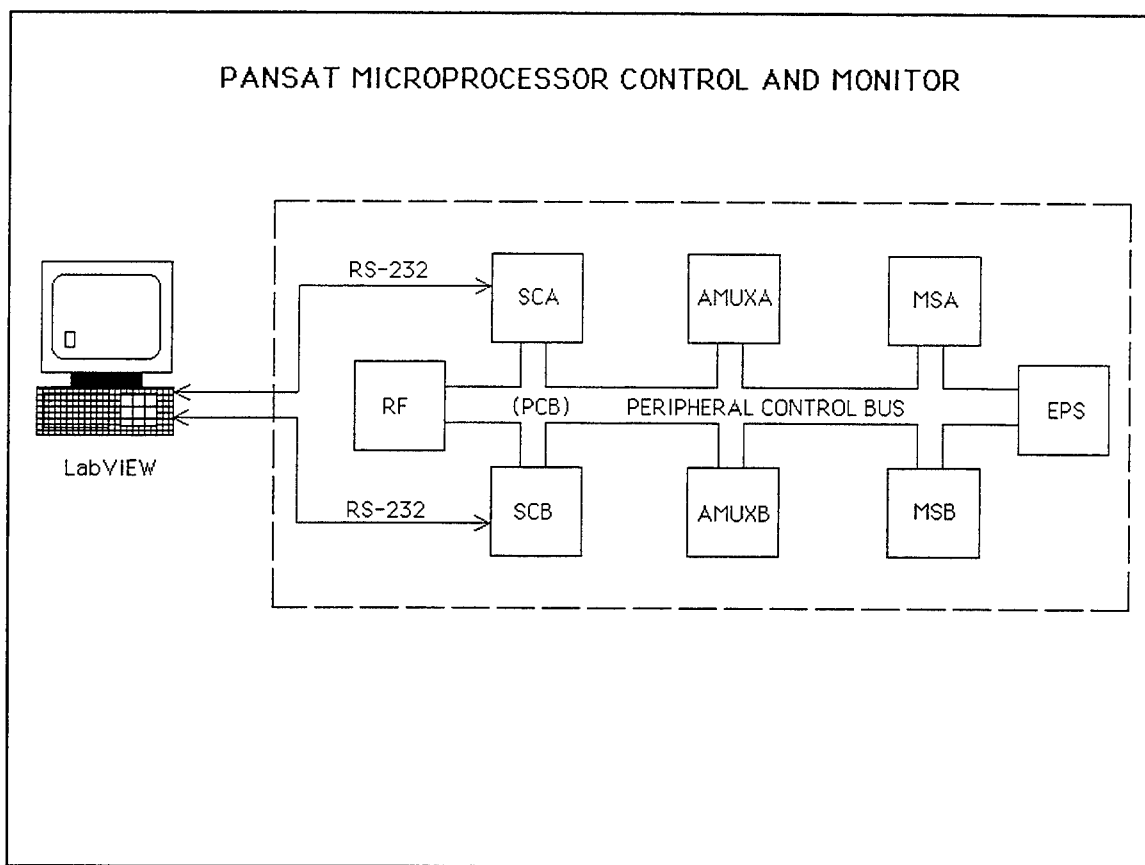 PANSAT MICROPROCESSOR CONTROL AND MONITOR
RS-232
SCA
AMUXA
MSA
RF
(PCB) PERIPHERAL CONTROL BUS
EPS
LabVIEW
RS-232
SCB
AMUXB
MSB